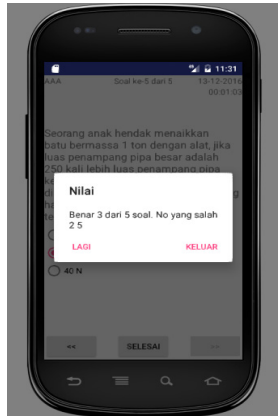 11:31
AAA Soal ke-5 dari 5 13-12-2016
00:01:03
Seorang anak hendak menaikkan
batu bermassa 1 ton dengan alat, jika
luas penampang pipa besar adalah
250 kali lebih luas penampang pipa
Nilai
Benar 3 dari 5 soal. No yang salah
2 5
LAGI KELUAR
40 N
<< SELESAI >>